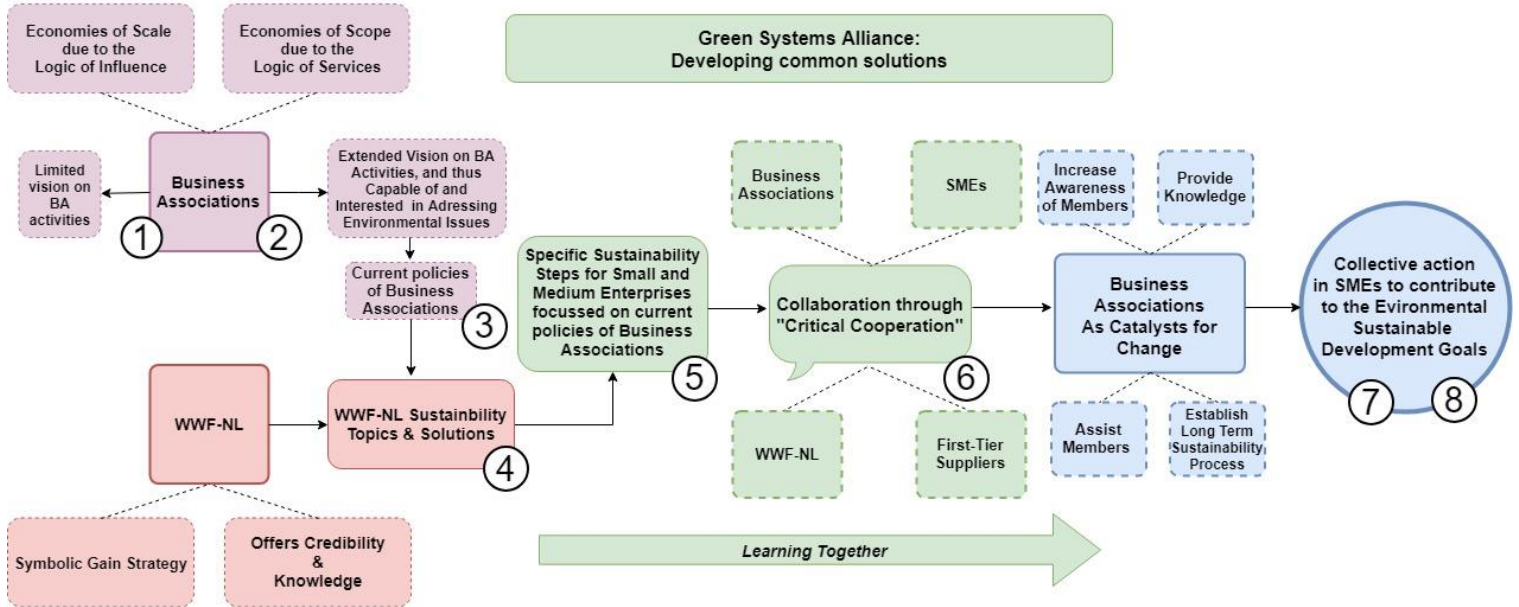 Economies of Scale
due to the
Logic of Influence
Economies of Scope
due to the
Logic of Services
Green Systems Alliance:
Developing common solutions
Limited
vision on
BA
activities
Business
Associations
1
2
Extended Vision on BA
Activities, and thus
Capable of and
Interested in Adressing
Environmental Issues
Current policies
of Business
Associations
3
WWF-NL
WWF-NL Sustainbility
Topics & Solutions
4
Symbolic Gain Strategy
Offers Credibility
&
Knowledge
Specific Sustainability
Steps for Small and
Medium Enterprises
focussed on current
policies of Business
Associations
5
Business
Associations
SMEs
Collaboration through
"Critical Cooperation"
6
WWF-NL
First-Tier
Suppliers
Increase
Awareness
of Members
Provide
Knowledge
Business
Associations
As Catalysts for
Change
Assist
Members
Establish
Long Term
Sustainability
Process
Collective action
in SMEs to contribute
to the Evironmental
Sustainable
Development Goals
7
8
Learning Together